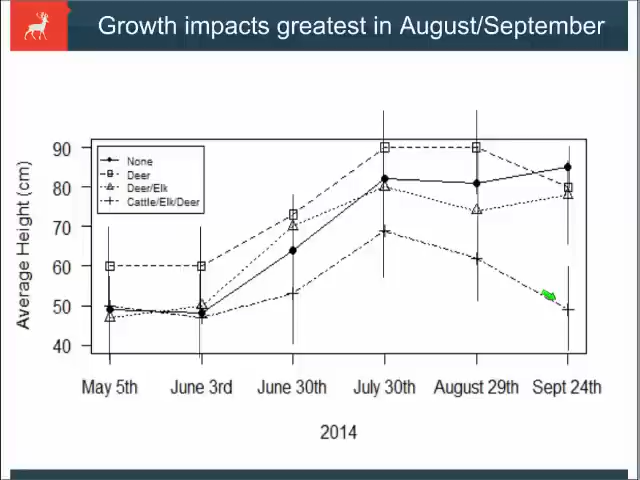 Growth impacts greatest in August/September
None
Deer
Deer/Elk
Cattle/Elk/Deer
Average Height (cm)
90
80
70
60
50
40
May 5th June 3rd June 30th July 30th August 29th Sept 24th
2014